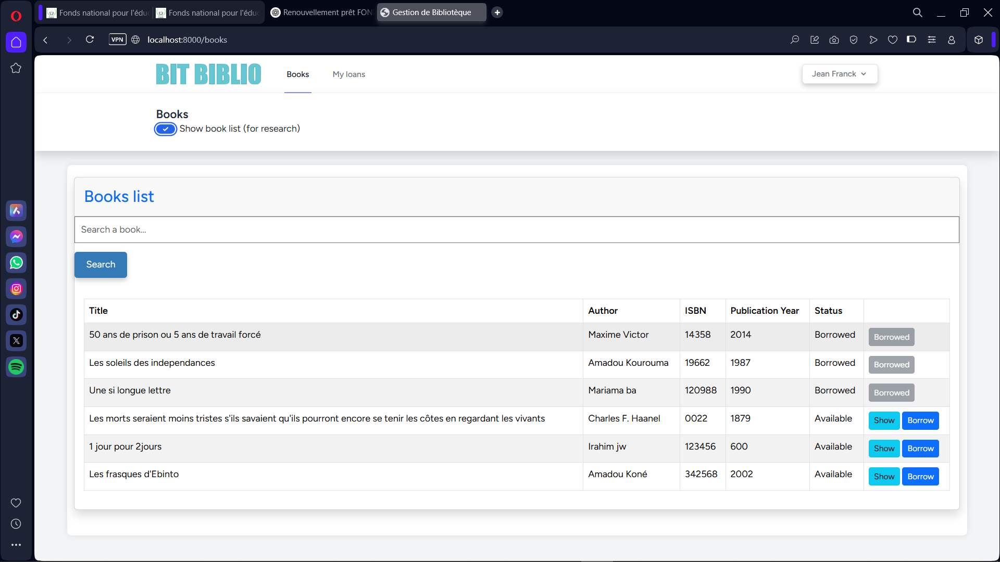 Fonds national pour l'édu
Fonds national pour l'édu
Renouvellement prêt FON
Gestion de Bibliotèque
VPN
localhost:8000/books
BIT BIBLIO
Books
My loans
Jean Franck
Books
Show book list (for research)
Books list
Search a book...
Search
Title Author ISBN Publication Year Status
50 ans de prison ou 5 ans de travail forcé Maxime Victor 14358 2014 Borrowed Borrowed
Les soleils des independances Amadou Kourouma 19662 1987 Borrowed Borrowed
Une si longue lettre Mariama ba 120988 1990 Borrowed Borrowed
Les morts seraient moins tristes s'ils savaient qu'ils pourront encore se tenir les côtes en regardant les vivants Charles F. Haanel 0022 1879 Available Show Borrow
1 jour pour 2jours Irahim jw 123456 600 Available Show Borrow
Les frasques d'Ebinto Amadou Koné 342568 2002 Available Show Borrow